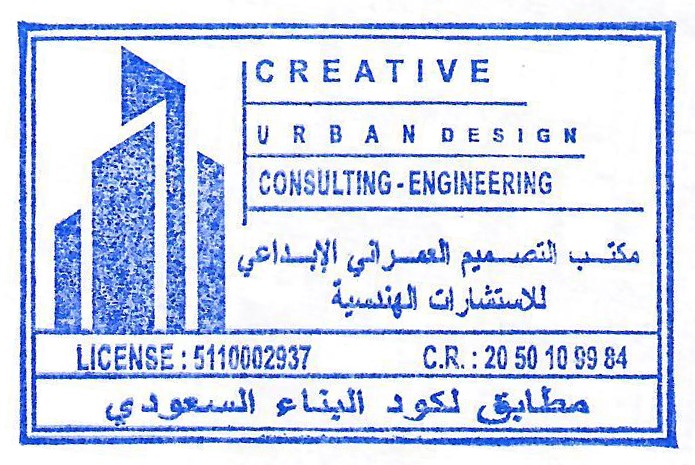 CREATIVE
URBAN DESIGN
CONSULTING-ENGINEERING
مكتب التصميم العمراني الإبداعي
للاستشارات الهندسية
LICENSE : 5110002937 C.R. : 20 50 10 99 84
مطابق لكود البناء السعودي